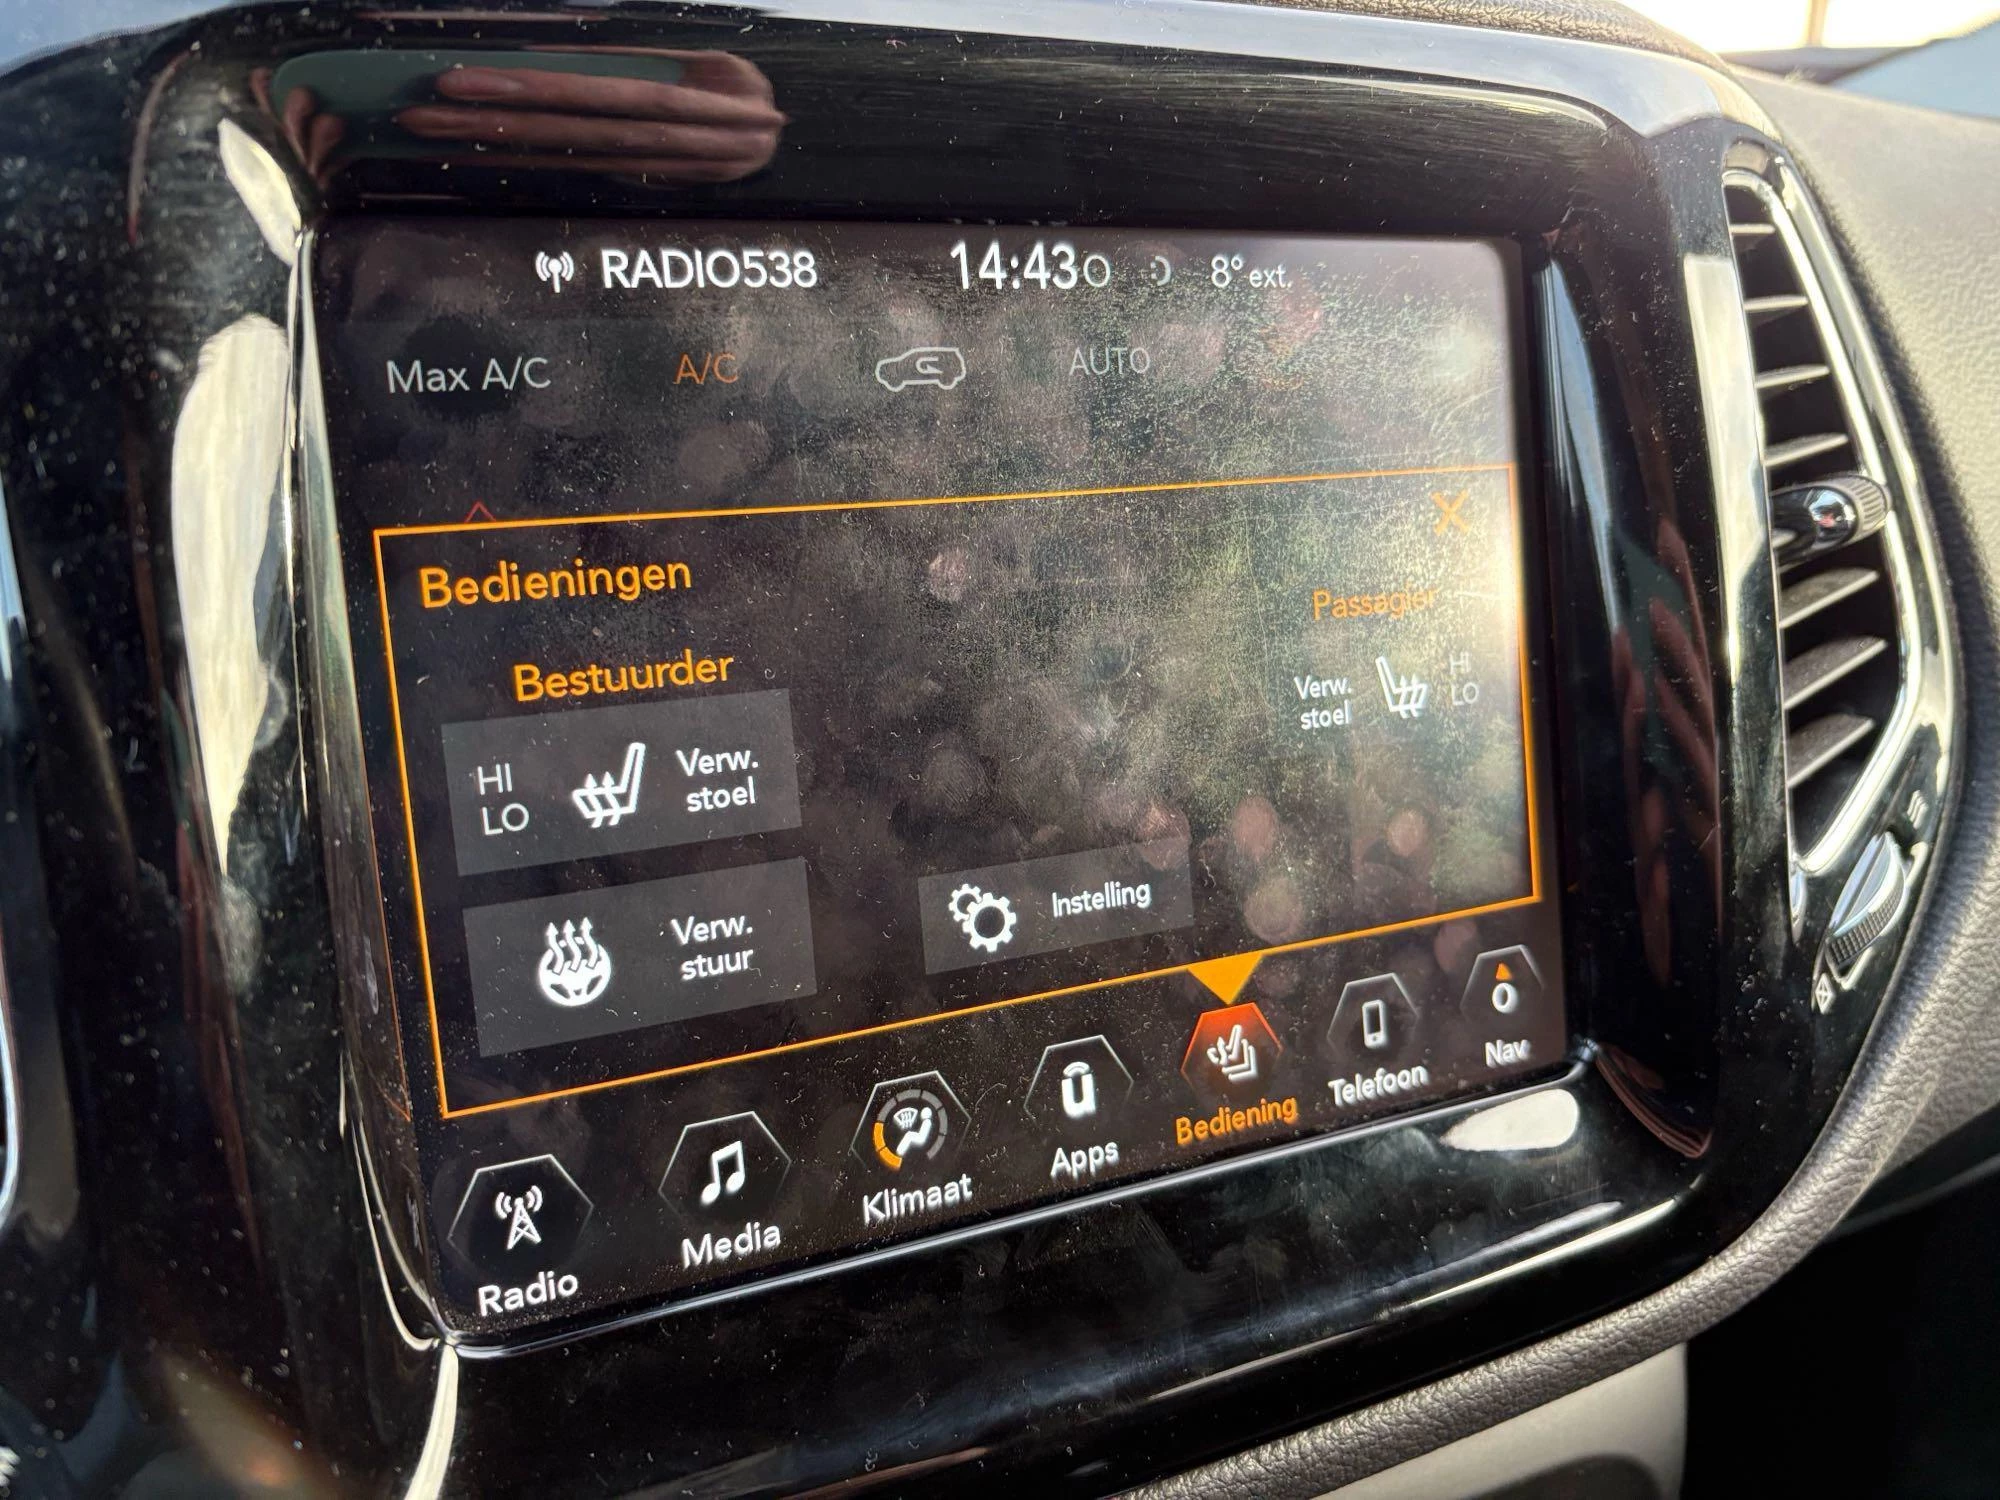 RADIO538 14:43 8° ext.
Max A/C A/C AUTO
Bedieningen
Bestuurder
Passagier
HI
LO
Verw.
stoel
Verw.
stoel
HI
LO
Verw.
stuur
Instelling
Radio
Media
Klimaat
Apps
Bediening
Telefoon
Nav